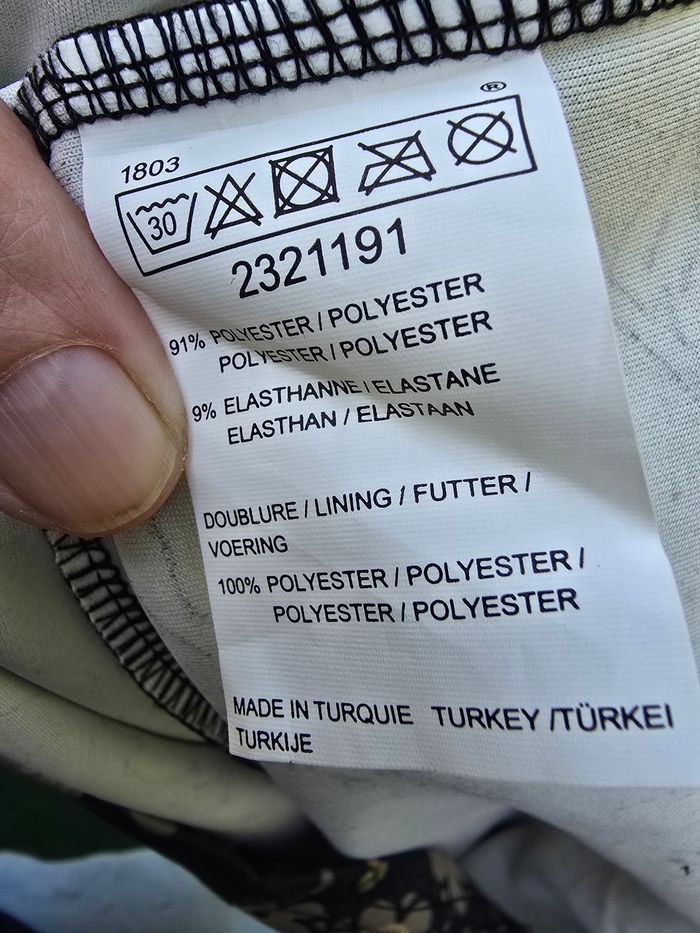 ®
1803
30
2321191
91% POLYESTER / POLYESTER
POLYESTER / POLYESTER
9% ELASTHANNE / ELASTANE
ELASTHAN / ELASTAAN
DOUBLURE / LINING / FUTTER /
VOERING
100% POLYESTER / POLYESTER /
POLYESTER / POLYESTER
MADE IN TURQUIE TURKEY /TÜRKEI
TURKIJE